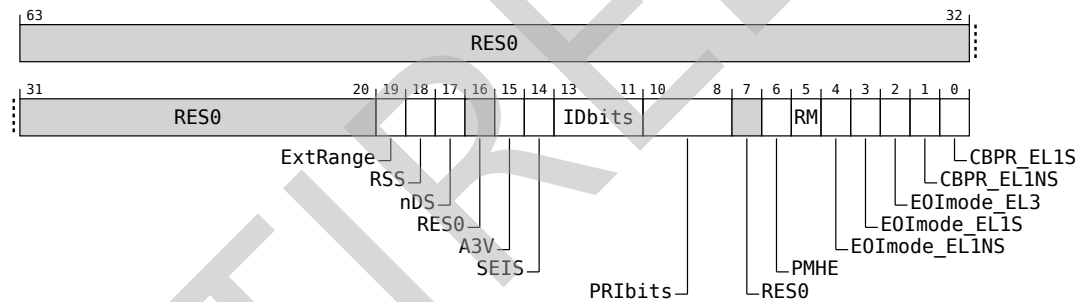 63 32
RES0
31 20 19 18 17 16 15 14 13 11 10 8 7 6 5 4 3 2 1 0
RES0 IDbits RM
ExtRange CBPR_EL1S
RSS CBPR_EL1NS
nDS EOImode_EL3
RES0 EOImode_EL1S
A3V EOImode_EL1NS
SEIS PMHE
PRIbits RES0